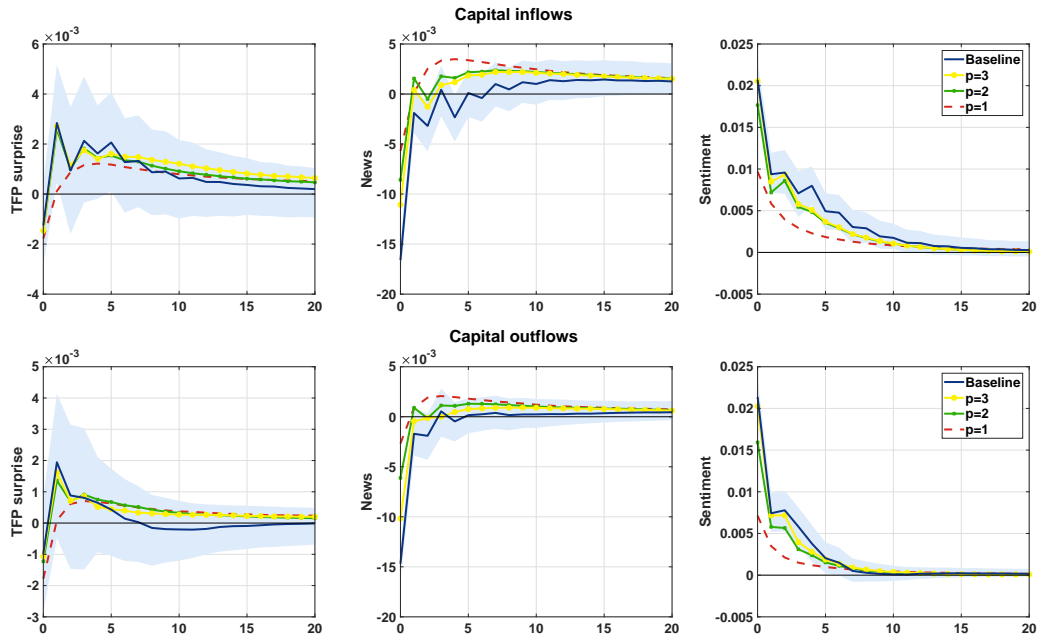 Capital inflows
×10⁻³
6
4
2
0
-2
-4
0 5 10 15 20
TFP surprise
×10⁻³
5
0
-5
-10
-15
-20
0 5 10 15 20
News
0.025
0.02
0.015
0.01
0.005
0
-0.005
0 5 10 15 20
Sentiment
Baseline
p=3
p=2
p=1
Capital outflows
×10⁻³
5
4
3
2
1
0
-1
-2
-3
0 5 10 15 20
TFP surprise
×10⁻³
5
0
-5
-10
-15
-20
0 5 10 15 20
News
0.025
0.02
0.015
0.01
0.005
0
-0.005
0 5 10 15 20
Sentiment
Baseline
p=3
p=2
p=1